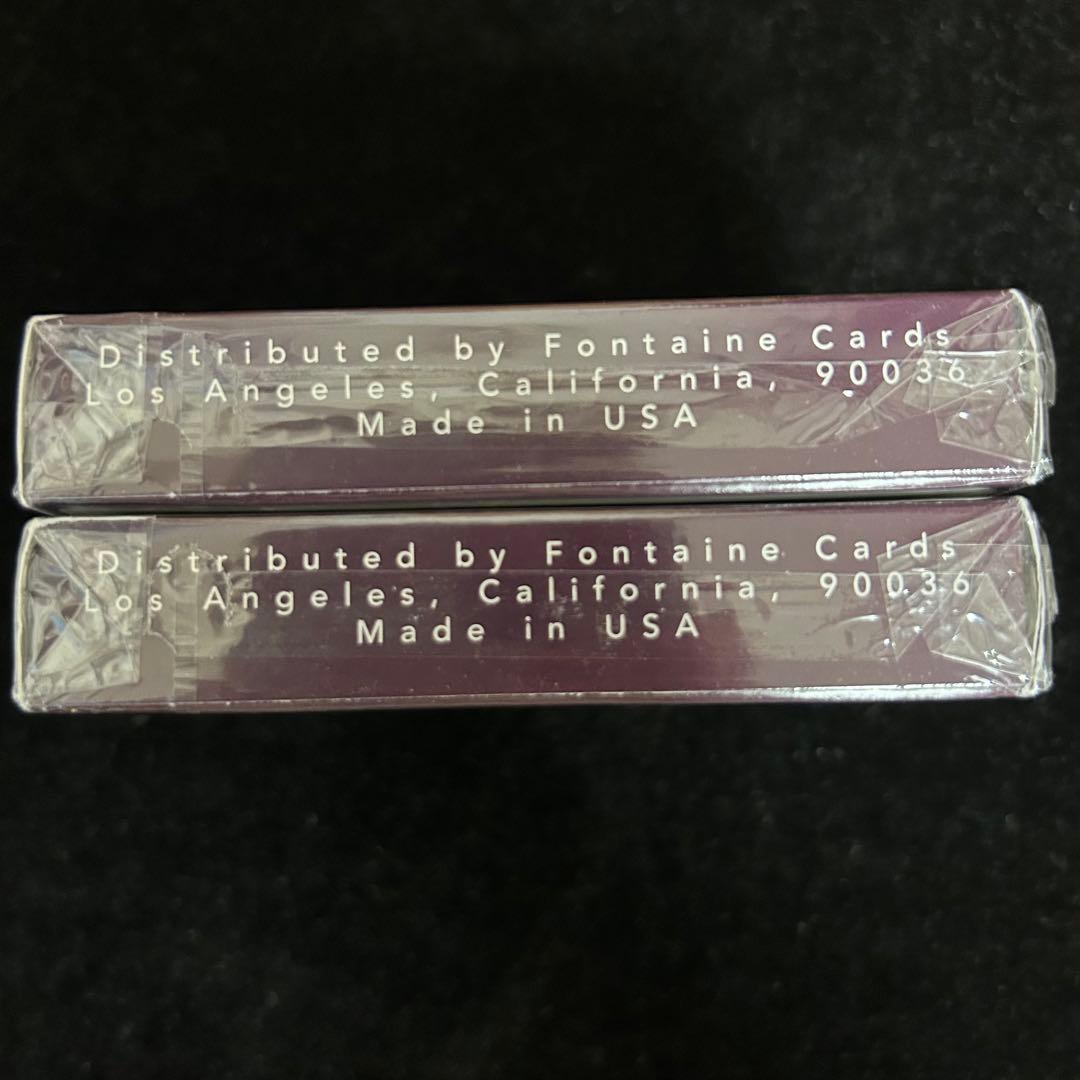 Distributed by Fontaine Cards
Los Angeles, California, 90036
Made in USA
Distributed by Fontaine Cards
Los Angeles, California, 90036
Made in USA